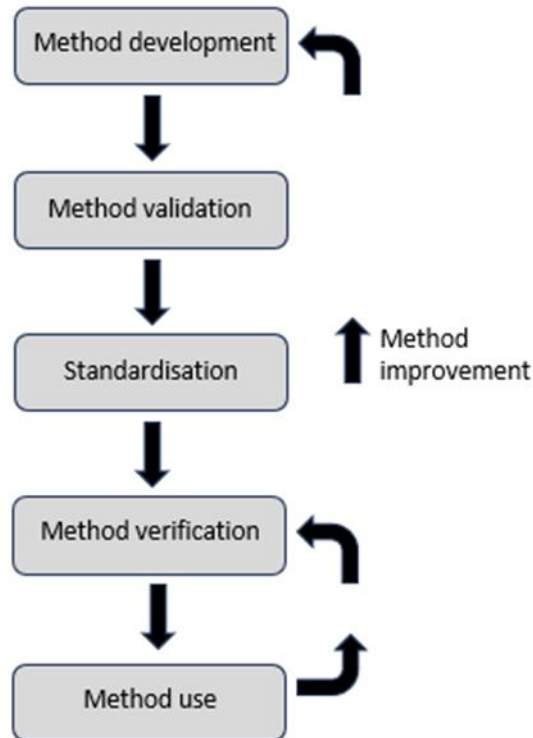 Method development
Method validation
Standardisation
Method
improvement
Method verification
Method use